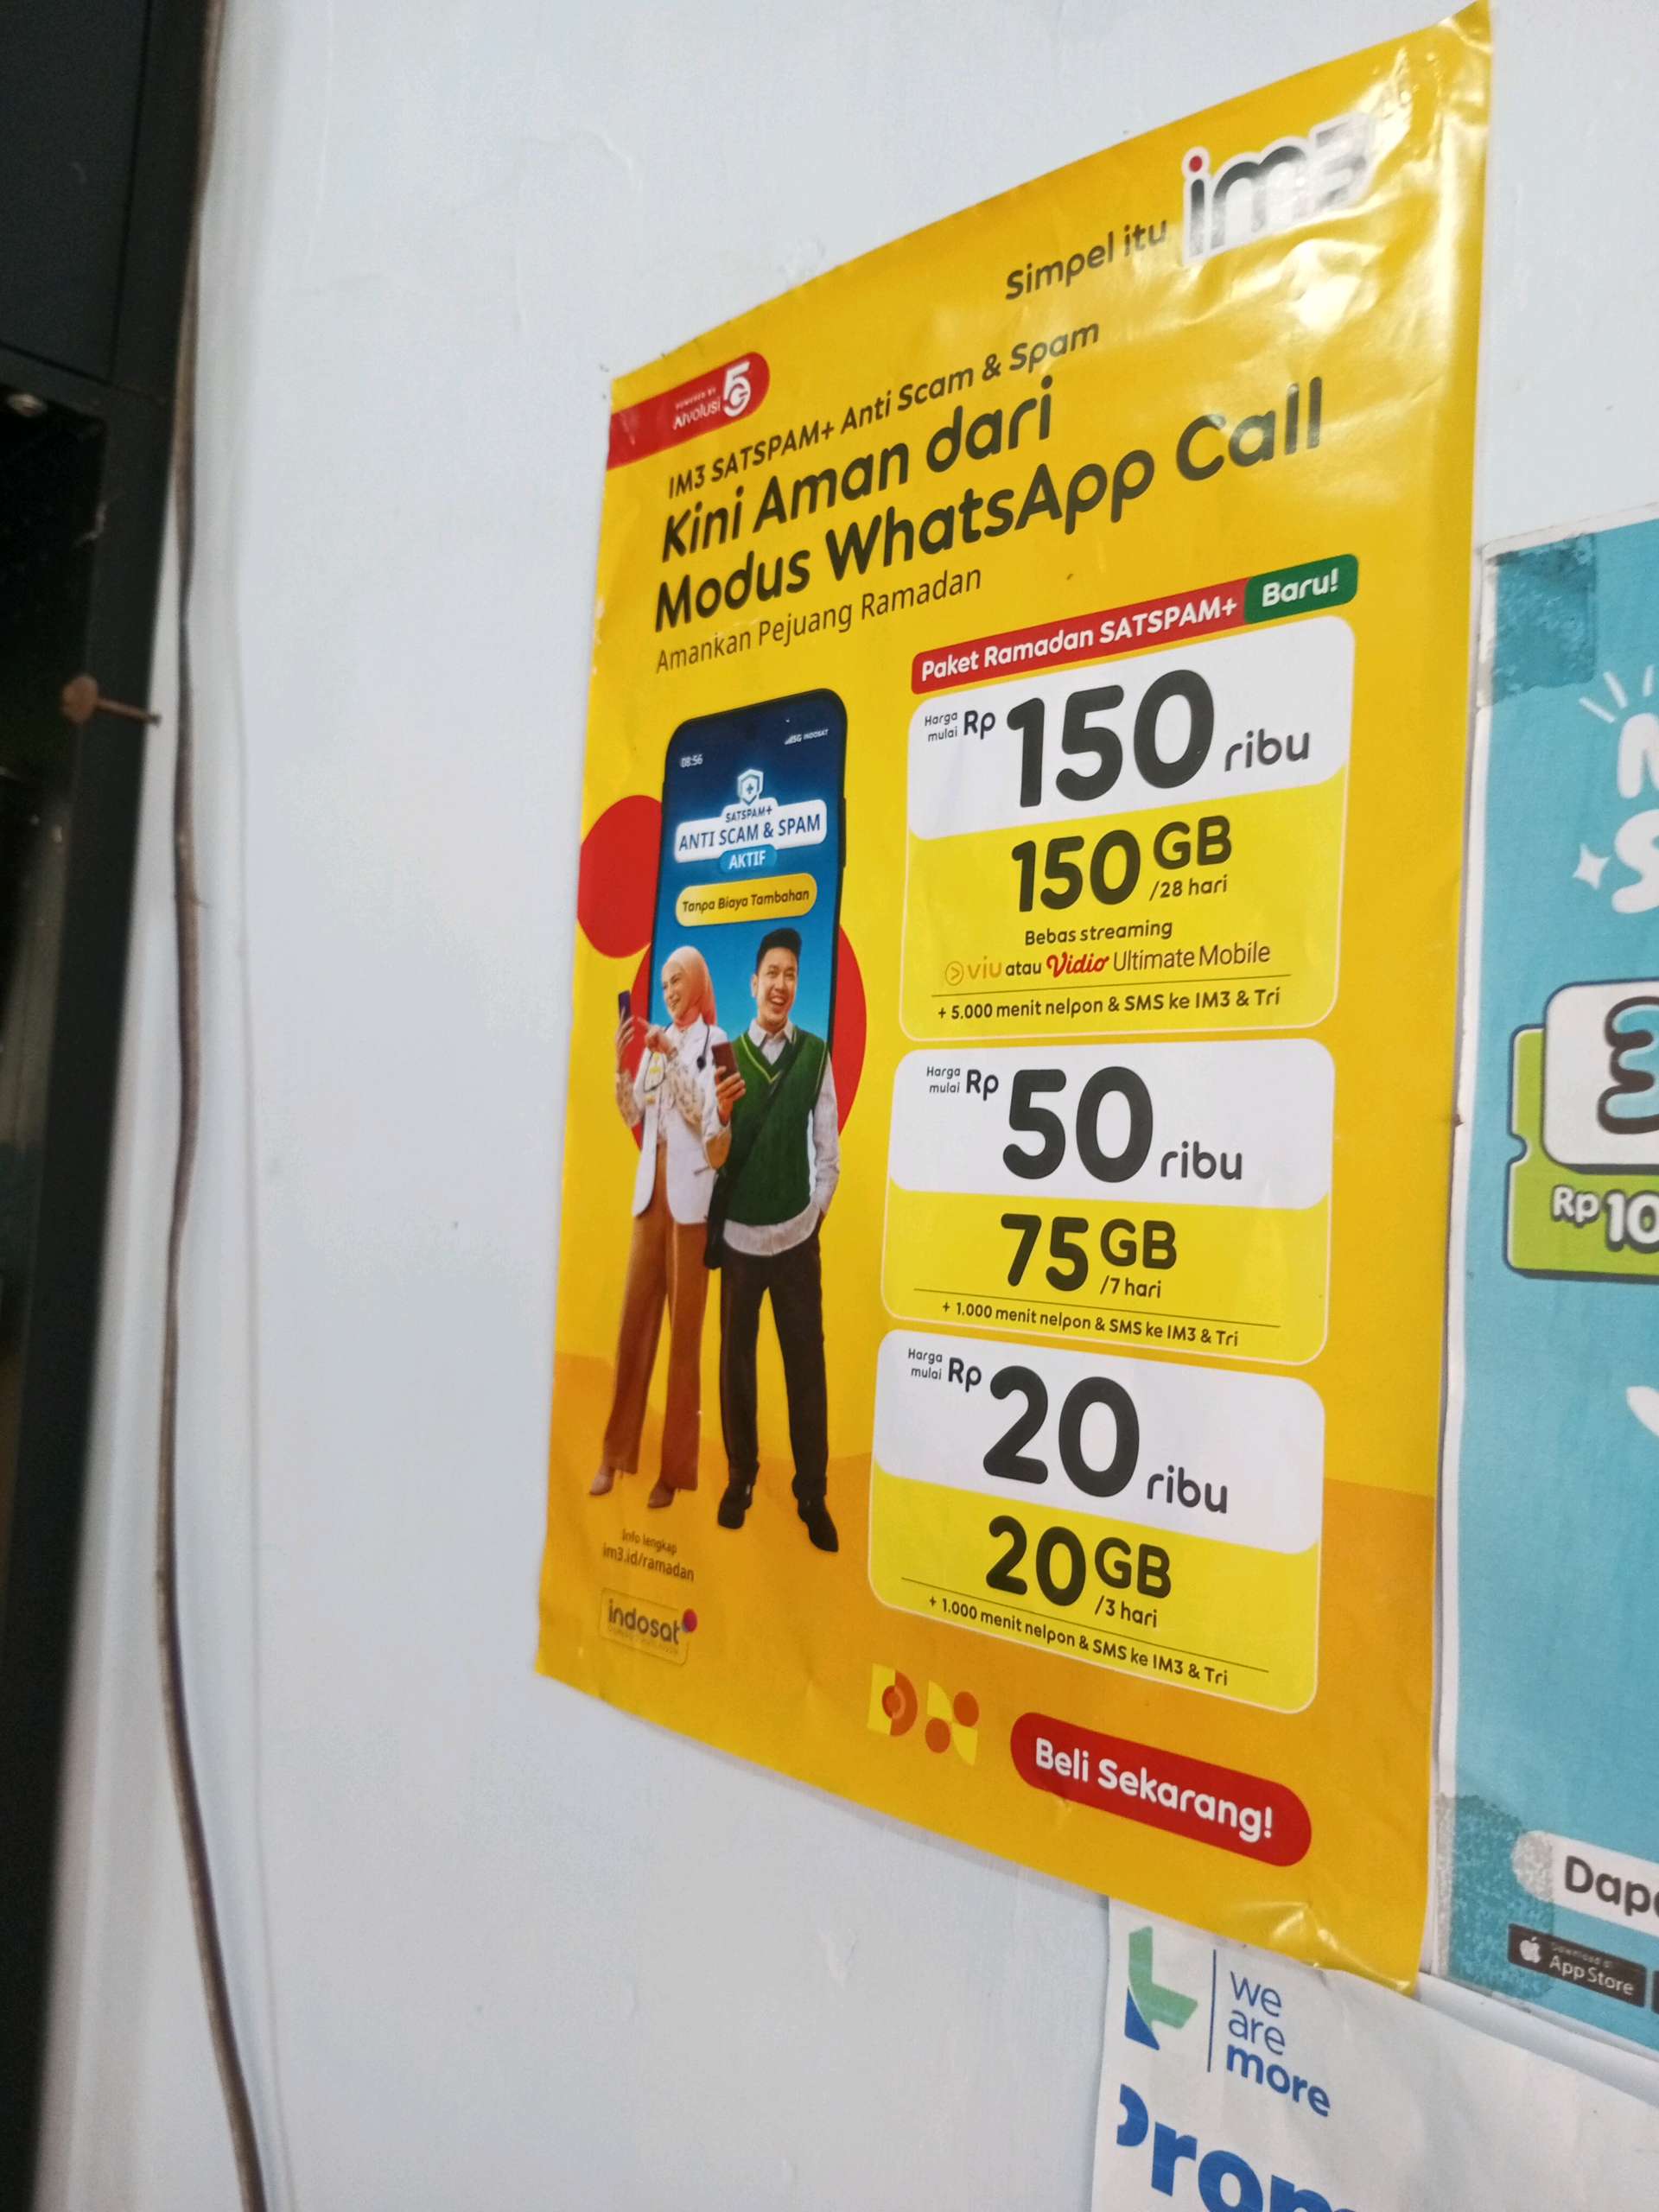 Simpel itu im3
POWERED BY
AIvolusi 5G
IM3 SATSPAM+ Anti Scam & Spam
Kini Aman dari
Modus WhatsApp Call
Amankan Pejuang Ramadan
08:56
5G INDOSAT
SATSPAM+
ANTI SCAM & SPAM
AKTIF
Tanpa Biaya Tambahan
Paket Ramadan SATSPAM+ Baru!
Harga
mulai Rp 150 ribu
150 GB
/28 hari
Bebas streaming
viu atau Vidio Ultimate Mobile
+ 5.000 menit nelpon & SMS ke IM3 & Tri
Harga
mulai Rp 50 ribu
75 GB
/7 hari
+ 1.000 menit nelpon & SMS ke IM3 & Tri
Harga
mulai Rp 20 ribu
20 GB
/3 hari
+ 1.000 menit nelpon & SMS ke IM3 & Tri
Info lengkap
im3.id/ramadan
indosat
Beli Sekarang!
3
Rp 10
Download on
App Store
we
are
more